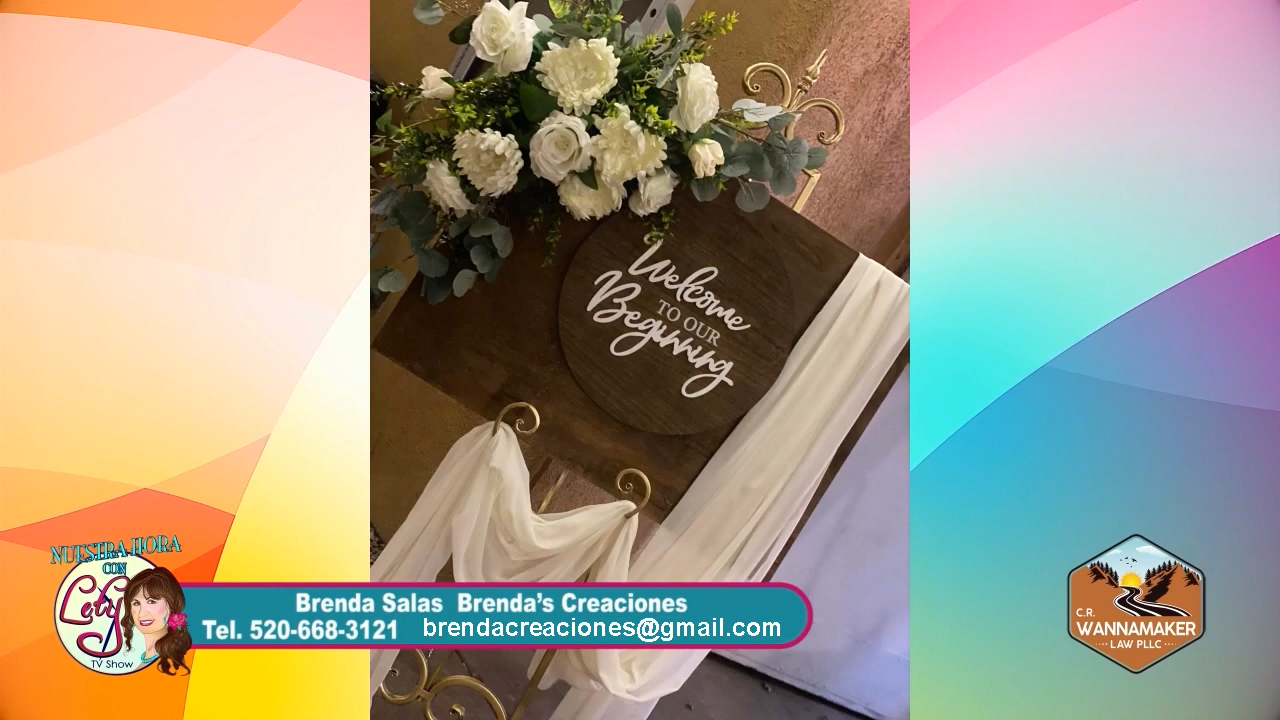 Welcome
TO OUR
Beginning
NUESTRA HORA
CON
Laty
TV Show
Brenda Salas Brenda's Creaciones
Tel. 520-668-3121 brendacreaciones@gmail.com
C.R.
WANNAMAKER
LAW PLLC